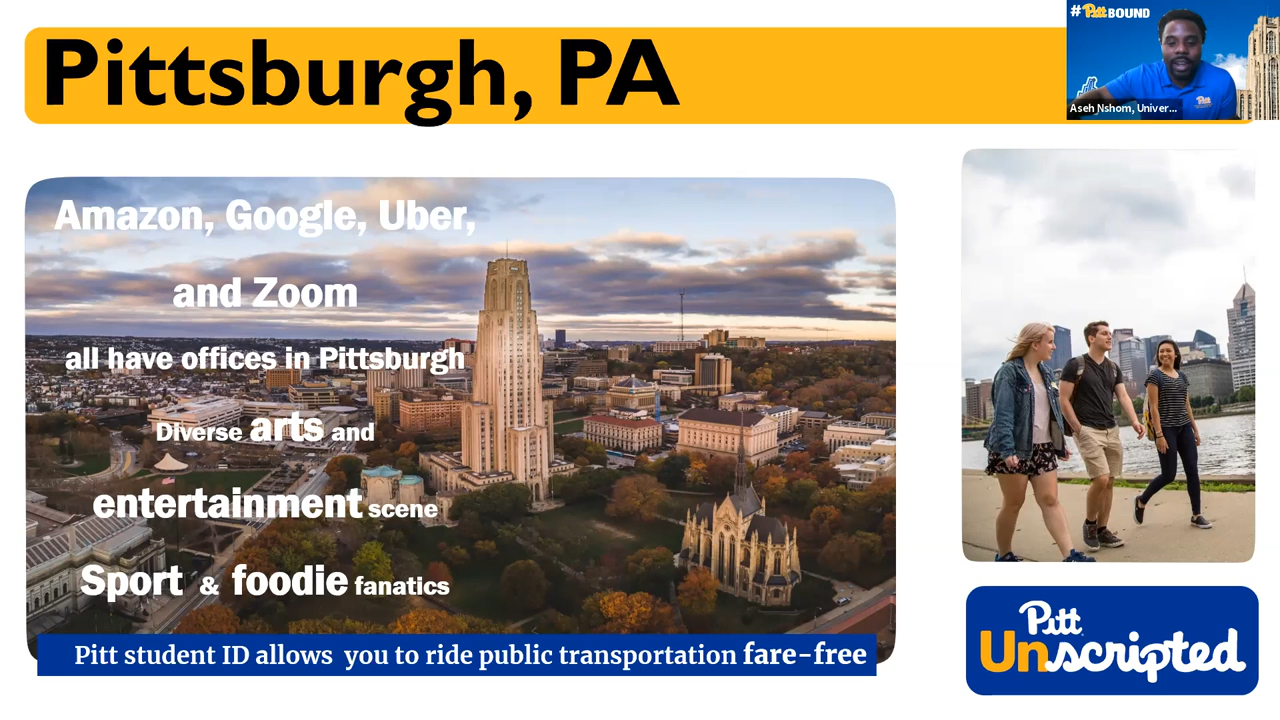 Pittsburgh, PA
#Pitt BOUND
Aseh Nshom, Univer...
Amazon, Google, Uber,
and Zoom
all have offices in Pittsburgh
Diverse arts and
entertainment scene
Sport & foodie fanatics
Pitt student ID allows you to ride public transportation fare-free
Pitt
Unscripted